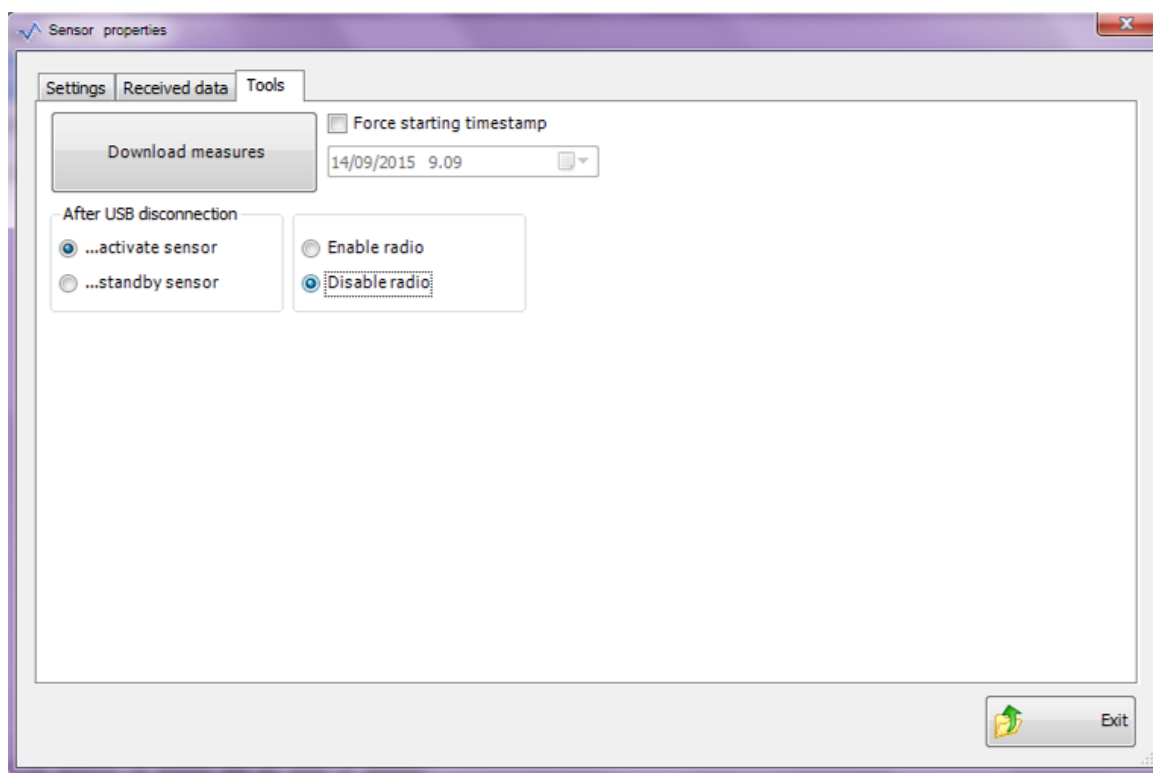 Sensor properties
Settings Received data Tools
Download measures
Force starting timestamp
14/09/2015 9.09
After USB disconnection
...activate sensor
...standby sensor
Enable radio
Disable radio
Exit